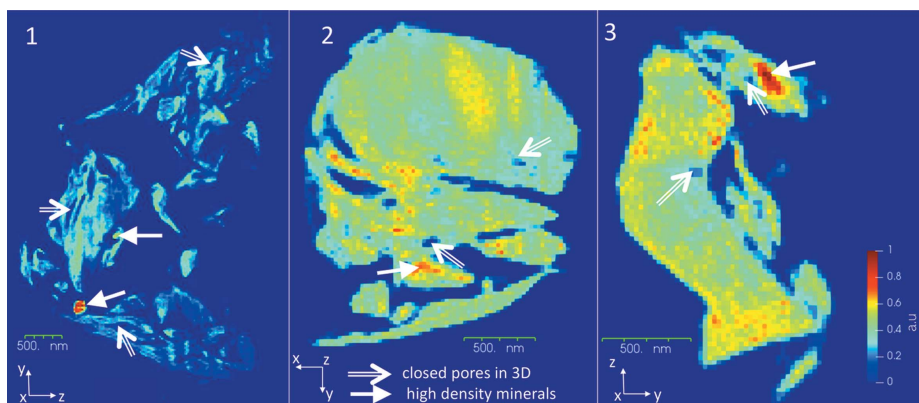 1
2
3
500. nm
500. nm
500. nm
y
x z
x z
y
z
x y
closed pores in 3D
high density minerals
1
0.8
0.6
0.4
0.2
0
a.u